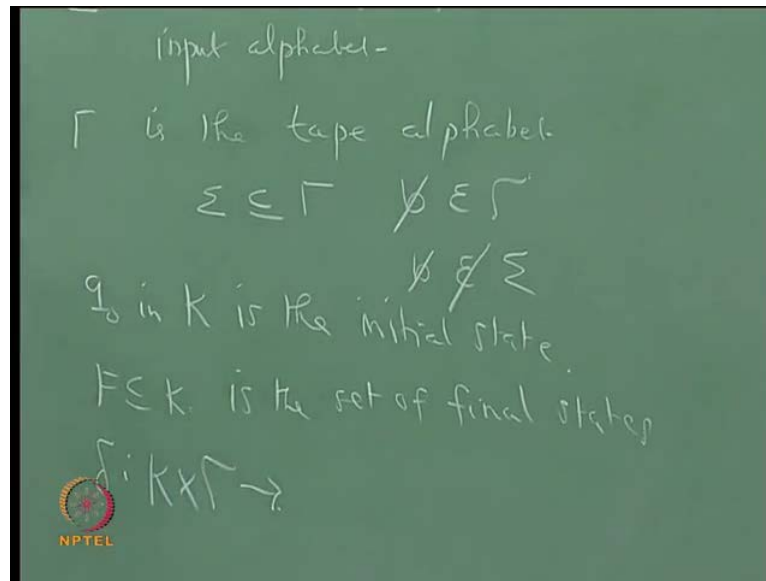 input alphabet
Γ is the tape alphabet
Σ ⊆ Γ ƀ ∈ Γ
ƀ ∉ Σ
q₀ in K is the initial state.
F ⊆ K. is the set of final states
δ: K × Γ →
NPTEL